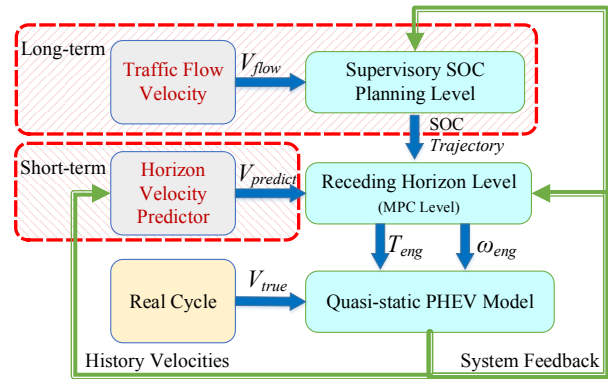 Long-term
Traffic Flow
Velocity
V_flow
Supervisory SOC
Planning Level
SOC
Trajectory
Short-term
Horizon
Velocity
Predictor
V_predict
Receding Horizon Level
(MPC Level)
T_eng
ω_eng
Real Cycle
V_true
Quasi-static PHEV Model
History Velocities
System Feedback